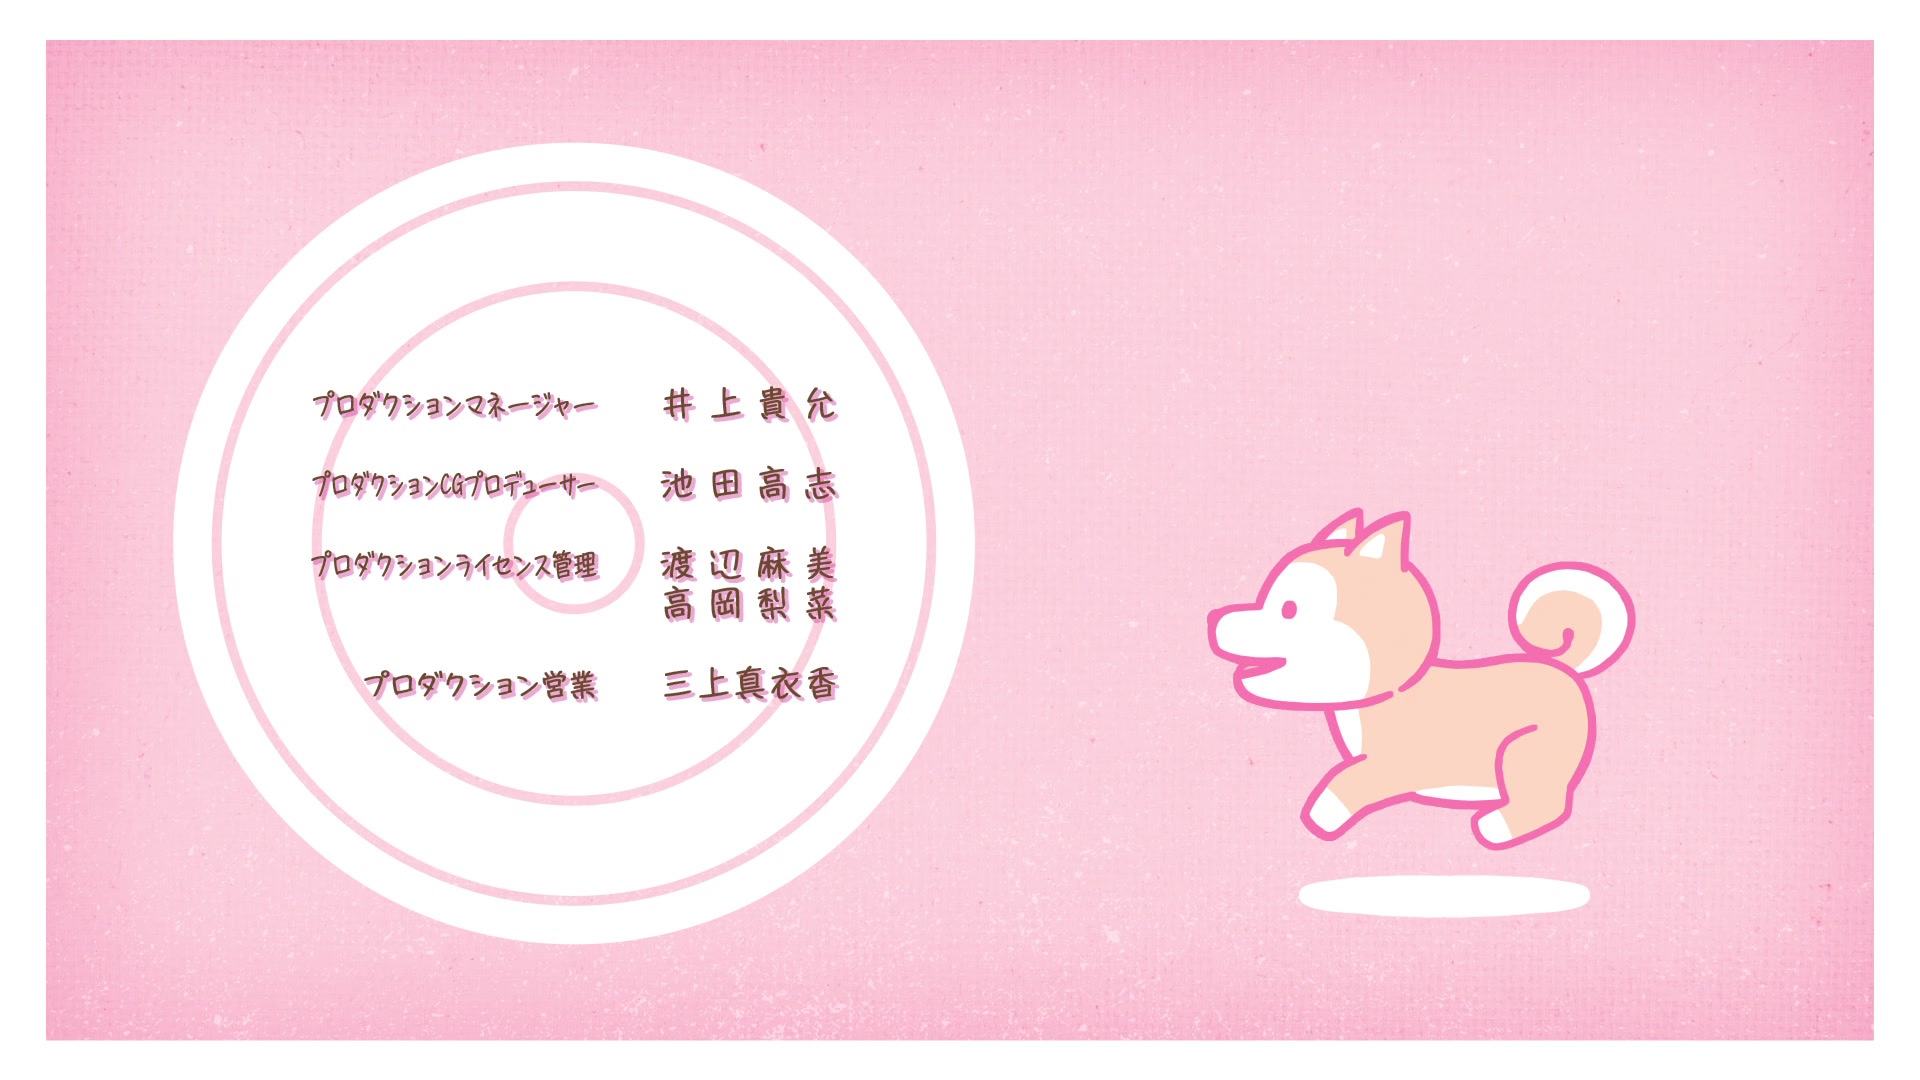 プロダクションマネージャー 井上貴允
プロダクションCGプロデューサー 池田高志
プロダクションライセンス管理 渡辺麻美
高岡梨菜
プロダクション営業 三上真衣香